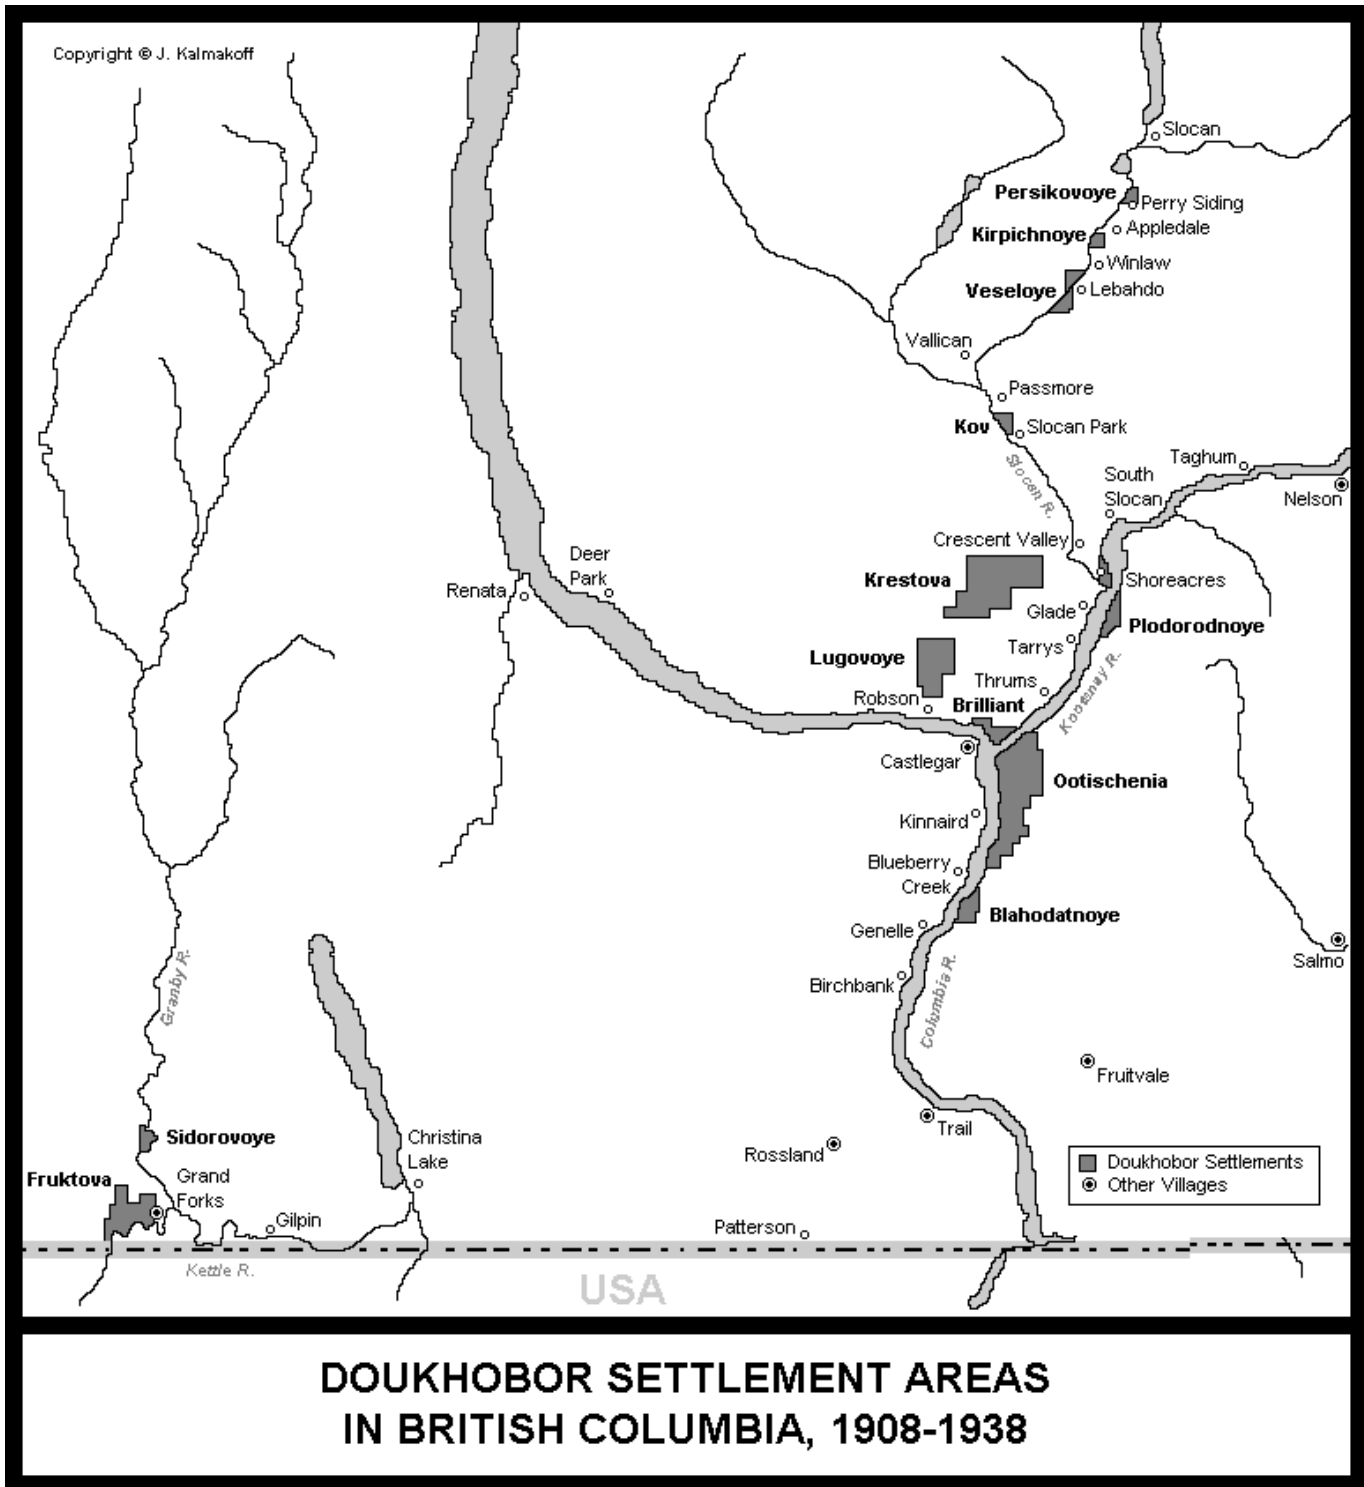 Copyright © J. Kalmakoff
Slocan
Persikovoye
Perry Siding
Appledale
Kirpichnoye
Winlaw
Veseloye
Lebahdo
Vallican
Passmore
Kov
Slocan Park
Slocan R.
Taghum
South
Slocan
Nelson
Crescent Valley
Deer
Park
Krestova
Shoreacres
Renata
Glade
Plodorodnoye
Tarrys
Lugovoye
Thrums
Kootenay R.
Robson
Brilliant
Castlegar
Ootischenia
Kinnaird
Blueberry
Creek
Blahodatnoye
Genelle
Salmo
Granby R.
Birchbank
Columbia R.
Fruitvale
Trail
Sidorovoye
Christina
Lake
Rossland
Doukhobor Settlements
Other Villages
Fruktova
Grand
Forks
Gilpin
Patterson
Kettle R.
USA
DOUKHOBOR SETTLEMENT AREAS
IN BRITISH COLUMBIA, 1908-1938